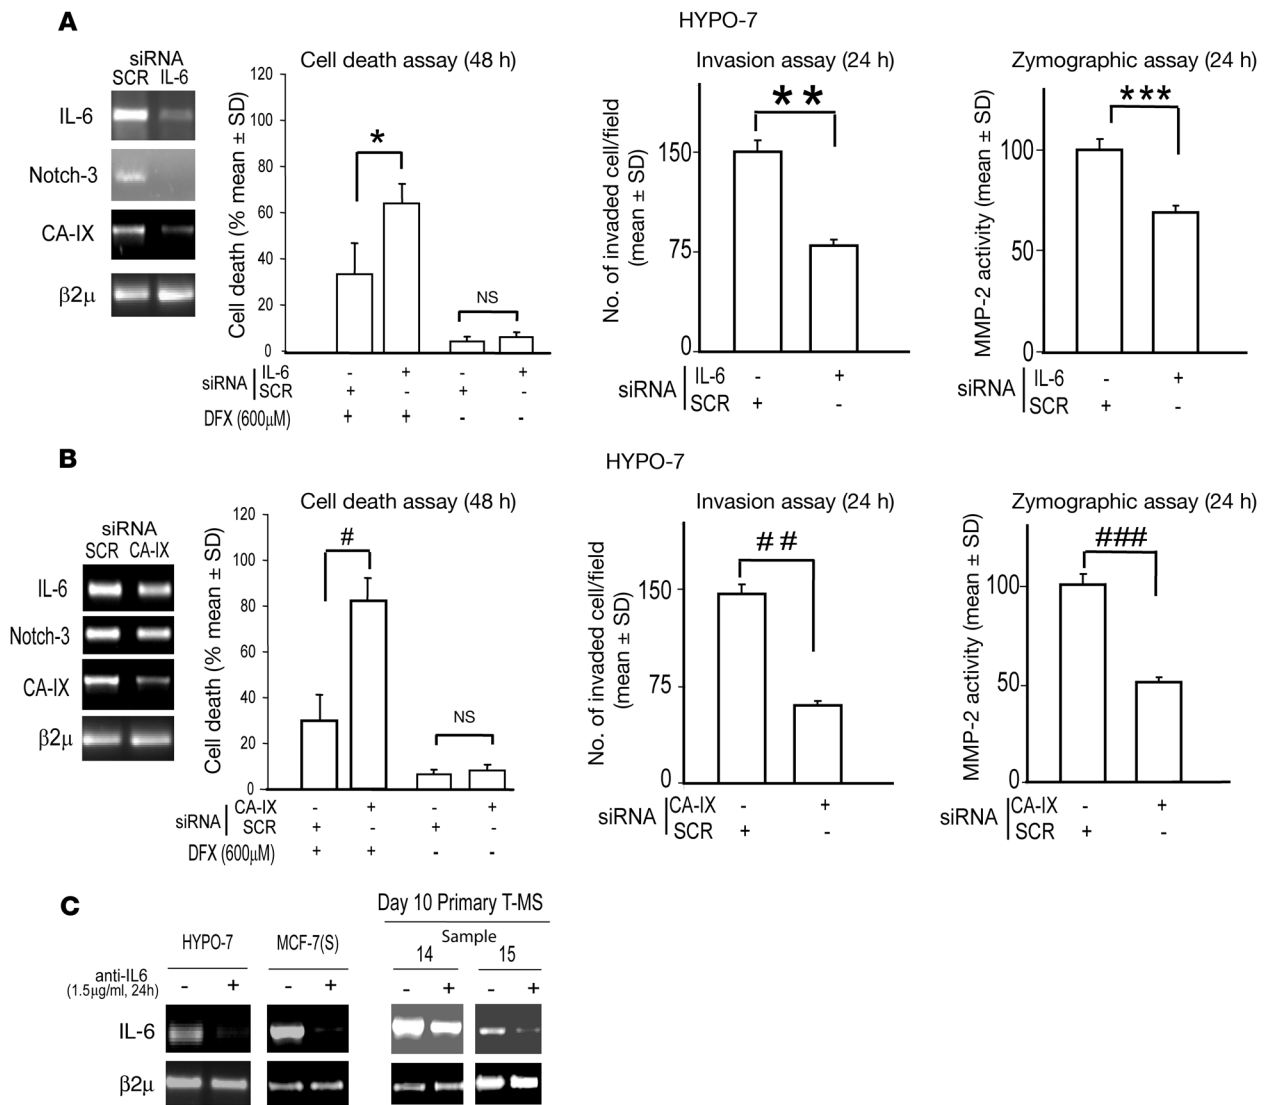 A
HYPO-7
siRNA
SCR IL-6
IL-6
Notch-3
CA-IX
β2μ
Cell death assay (48 h)
Cell death (% mean ± SD)
120
100
80
60
40
20
0
*
NS
siRNA
IL-6 - + - +
SCR + - + -
DFX (600μM) + + - -
Invasion assay (24 h)
No. of invaded cell/field
(mean ± SD)
150
75
0
* *
siRNA
IL-6 - +
SCR + -
Zymographic assay (24 h)
MMP-2 activity (mean ± SD)
100
50
0
***
siRNA
IL-6 - +
SCR + -
B
HYPO-7
siRNA
SCR CA-IX
IL-6
Notch-3
CA-IX
β2μ
Cell death assay (48 h)
Cell death (% mean ± SD)
120
100
80
60
40
20
0
#
NS
siRNA
CA-IX - + - +
SCR + - + -
DFX (600μM) + + - -
Invasion assay (24 h)
No. of invaded cell/field
(mean ± SD)
150
75
0
# #
siRNA
CA-IX - +
SCR + -
Zymographic assay (24 h)
MMP-2 activity (mean ± SD)
100
50
0
###
siRNA
CA-IX - +
SCR + -
C
Day 10 Primary T-MS
HYPO-7 MCF-7(S) Sample
14 15
anti-IL6
(1.5μg/ml, 24h)
- + - + - + - +
IL-6
β2μ